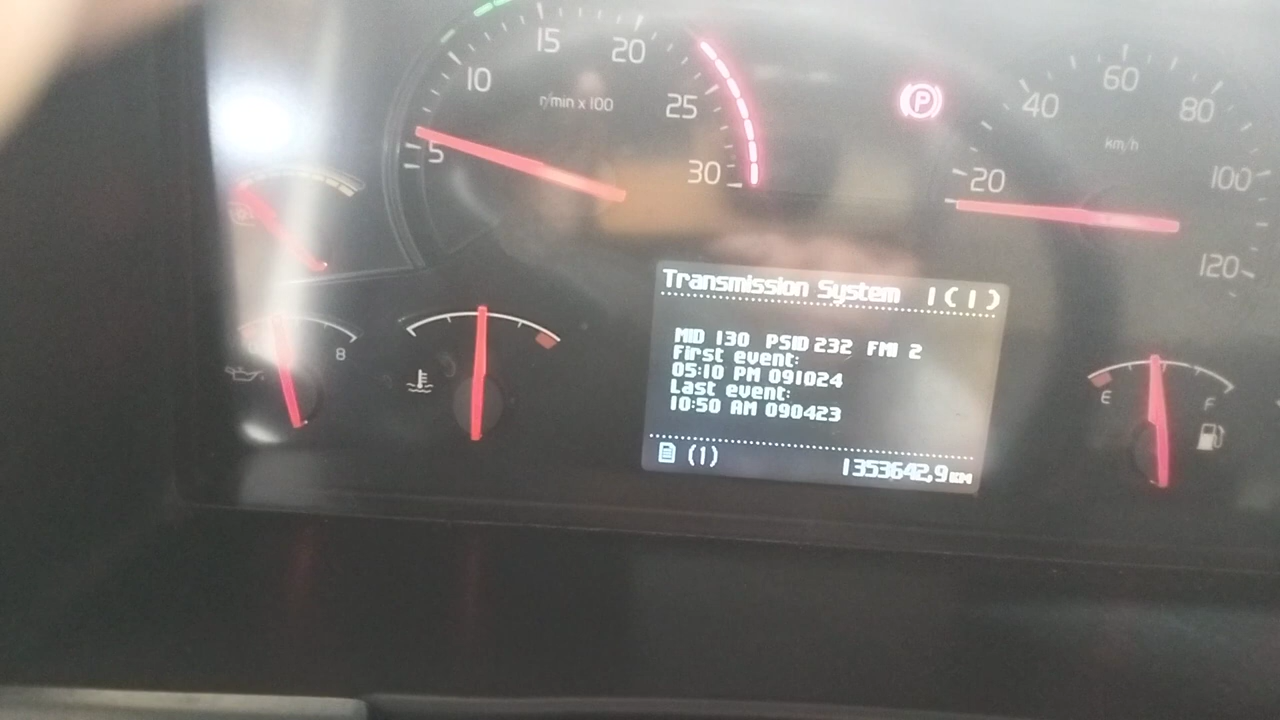 15
20
10
r/min x 100
25
5
30
P
60
40
80
km/h
20
100
120
Transmission System 1(1)
MID 130 PSID 232 FMI 2
First event:
05:10 PM 091024
Last event:
10:50 AM 090423
(1) 1353642,9KM
8
E
F